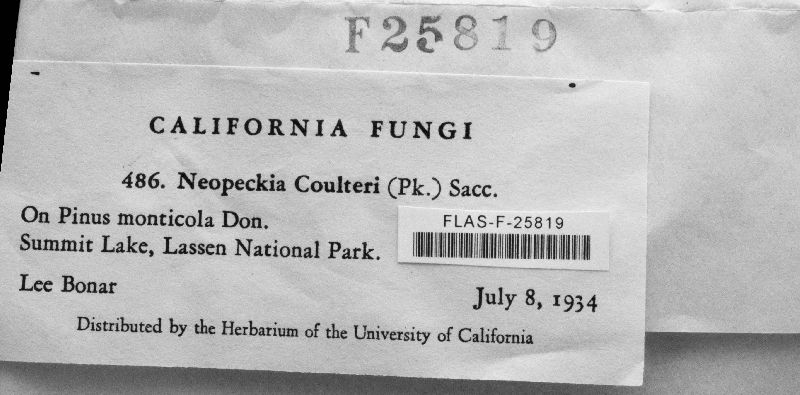 F25819
CALIFORNIA FUNGI
486. Neopeckia Coulteri (Pk.) Sacc.
On Pinus monticola Don.
FLAS-F-25819
Summit Lake, Lassen National Park.
Lee Bonar
July 8, 1934
Distributed by the Herbarium of the University of California